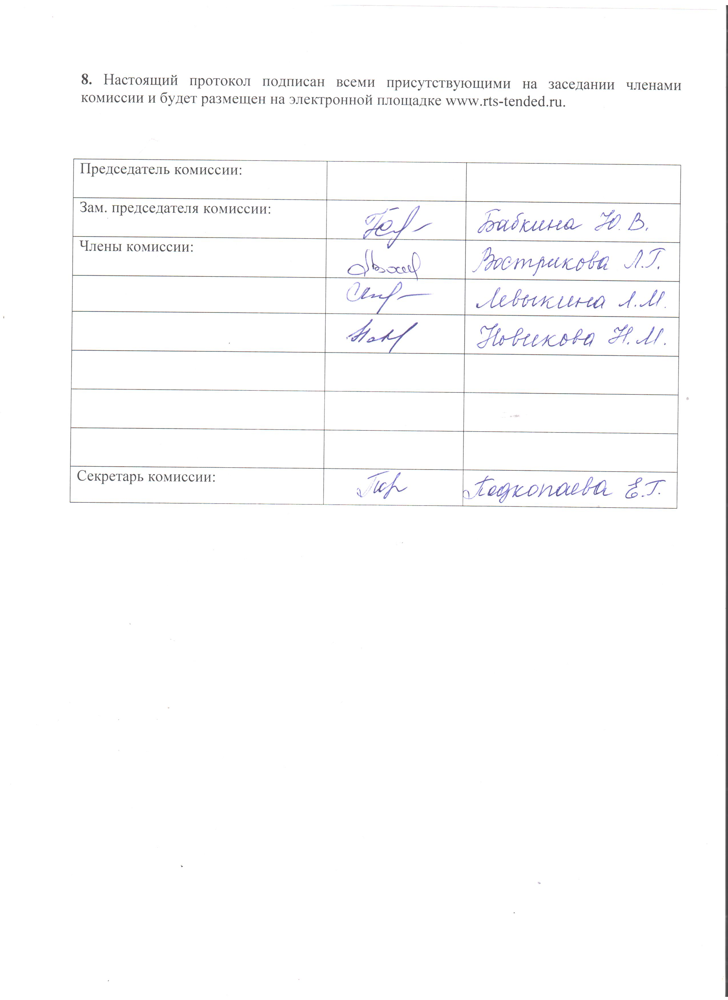 8. Настоящий протокол подписан всеми присутствующими на заседании членами
комиссии и будет размещен на электронной площадке www.rts-tended.ru.
Председатель комиссии:
Зам. председателя комиссии: Бабкина Ю. В.
Члены комиссии: Вострикова Л.Г.
Левыкина Л.М.
Новикова Н.М.
Секретарь комиссии: Подкопаева Е.Г.